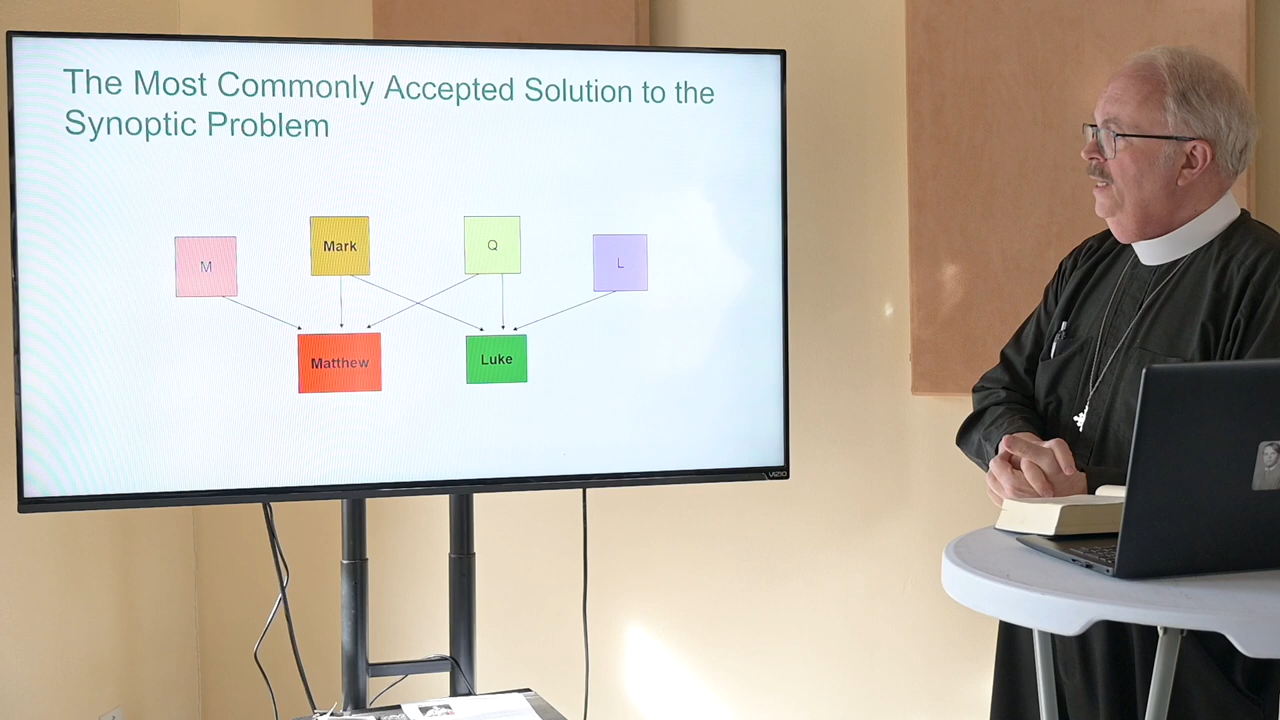 The Most Commonly Accepted Solution to the
Synoptic Problem
M
Mark
Q
L
Matthew
Luke
VIZIO